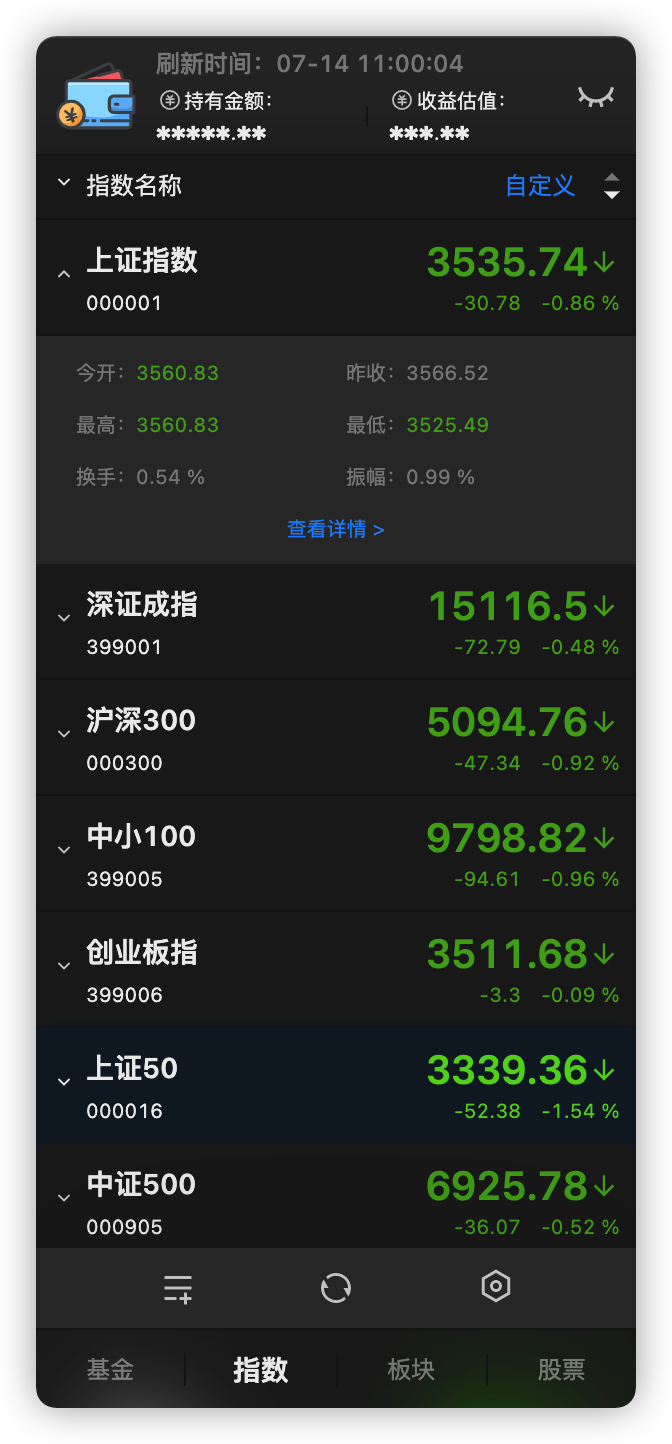 刷新时间：07-14 11:00:04
持有金额： 收益估值：
*****.** ***.**
指数名称 自定义
上证指数 3535.74↓
000001 -30.78 -0.86 %
今开：3560.83 昨收：3566.52
最高：3560.83 最低：3525.49
换手：0.54 % 振幅：0.99 %
查看详情 >
深证成指 15116.5↓
399001 -72.79 -0.48 %
沪深300 5094.76↓
000300 -47.34 -0.92 %
中小100 9798.82↓
399005 -94.61 -0.96 %
创业板指 3511.68↓
399006 -3.3 -0.09 %
上证50 3339.36↓
000016 -52.38 -1.54 %
中证500 6925.78↓
000905 -36.07 -0.52 %
基金 指数 板块 股票